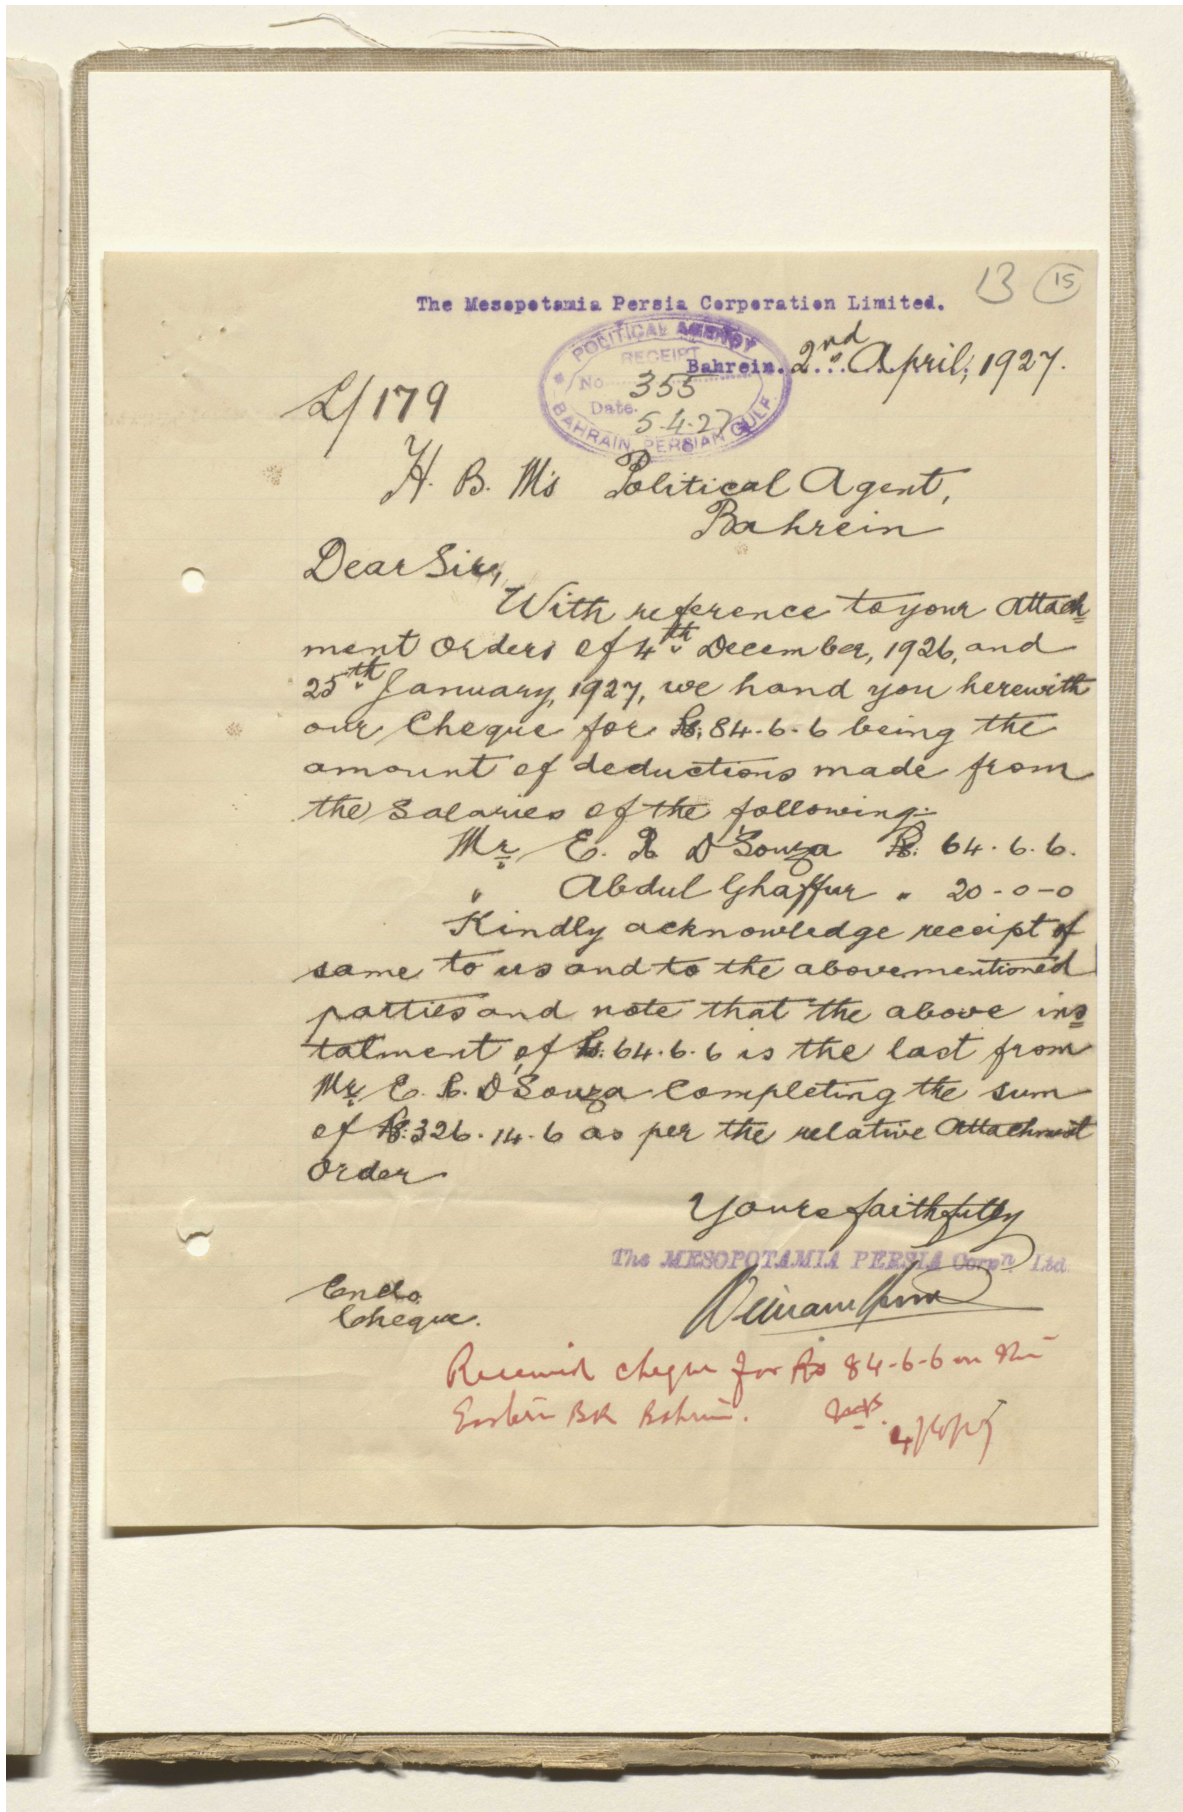 13 15
The Mesopotamia Persia Corporation Limited.
POLITICAL AGENCY
RECEIPT
Bahrein. 2nd April, 1927.
No 355
Date. 5-4-27
BAHRAIN, PERSIAN GULF
L/179
H. B. M's Political Agent,
Bahrein
Dear Sir,
With reference to your Attach
ment Orders of 4th December, 1926, and
25th January, 1927, we hand you herewith
our Cheque for Rs. 84-6-6 being the
amount of deductions made from
the Salaries of the following:-
Mr E. R D'Souza Rs. 64. 6. 6.
" Abdul Ghaffur " 20-0-0
Kindly acknowledge receipt of
same to us and to the abovementioned
parties and note that the above ins
talment of Rs. 64. 6. 6 is the last from
Mr. E. R. D'Souza completing the sum
of Rs. 326. 14. 6 as per the relative Attachment
Order
Yours faithfully
The MESOPOTAMIA PERSIA Corpn. Ltd
Enclo
Cheque.
Received cheque for Rs 84-6-6 on the
Eastern Bk Bahrein.